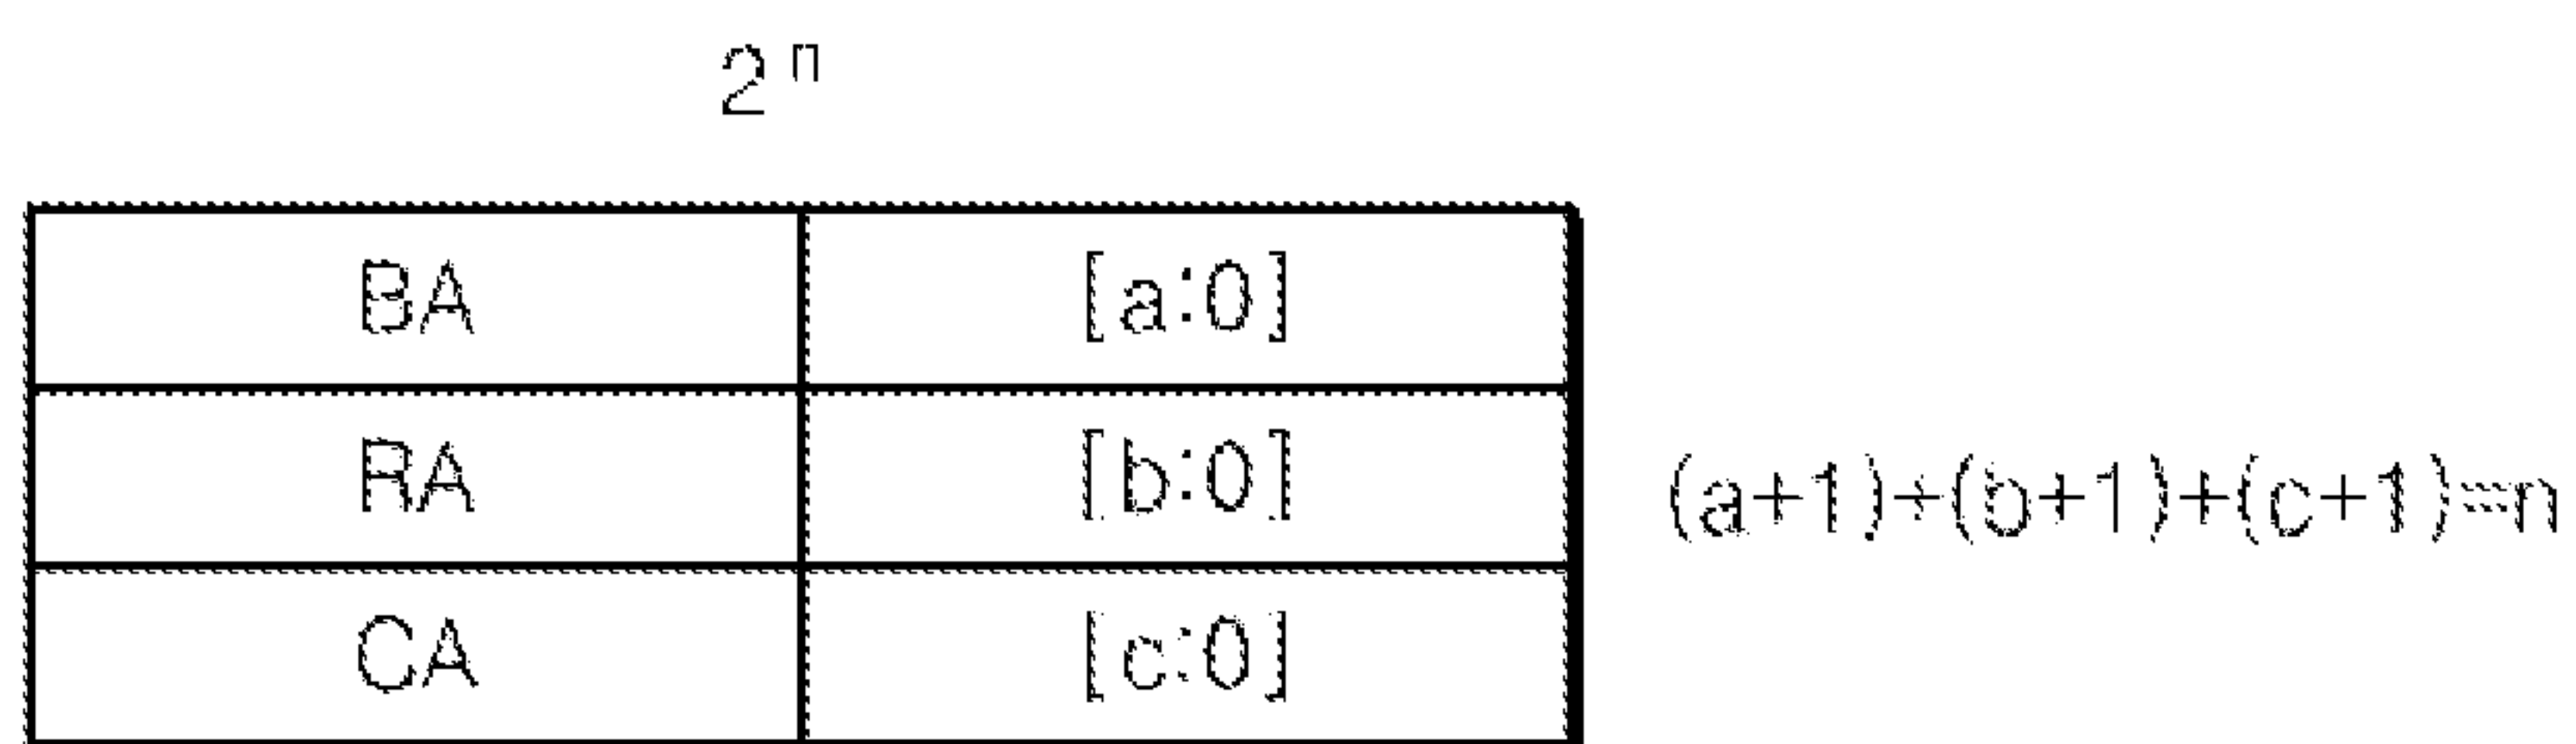 2ⁿ
BA [a:0]
RA [b:0]
(a+1)+(b+1)+(c+1)=n
CA [c:0]